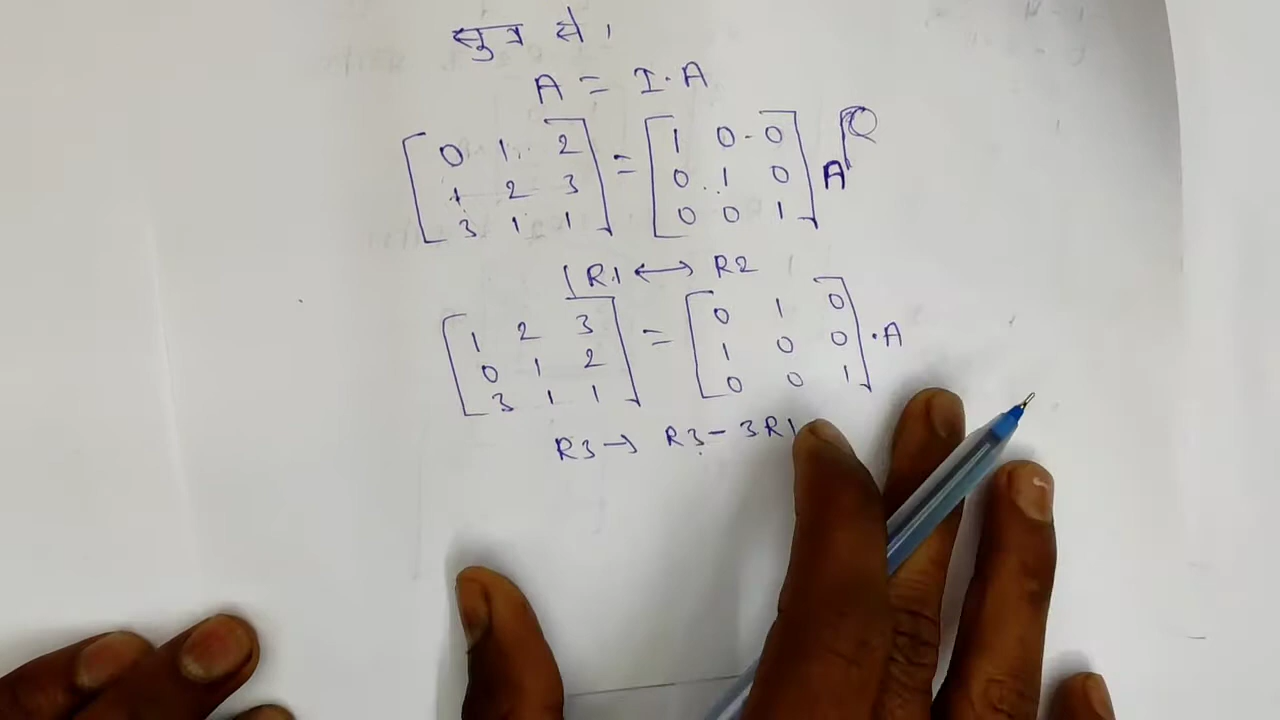 सुत्र से,
A = I.A
[0 1 2] = [1 0 0] A
[1 2 3] [0 1 0]
[3 1 1] [0 0 1]
R1 ↔ R2
[1 2 3] = [0 1 0] .A
[0 1 2] [1 0 0]
[3 1 1] [0 0 1]
R3 → R3 - 3R1